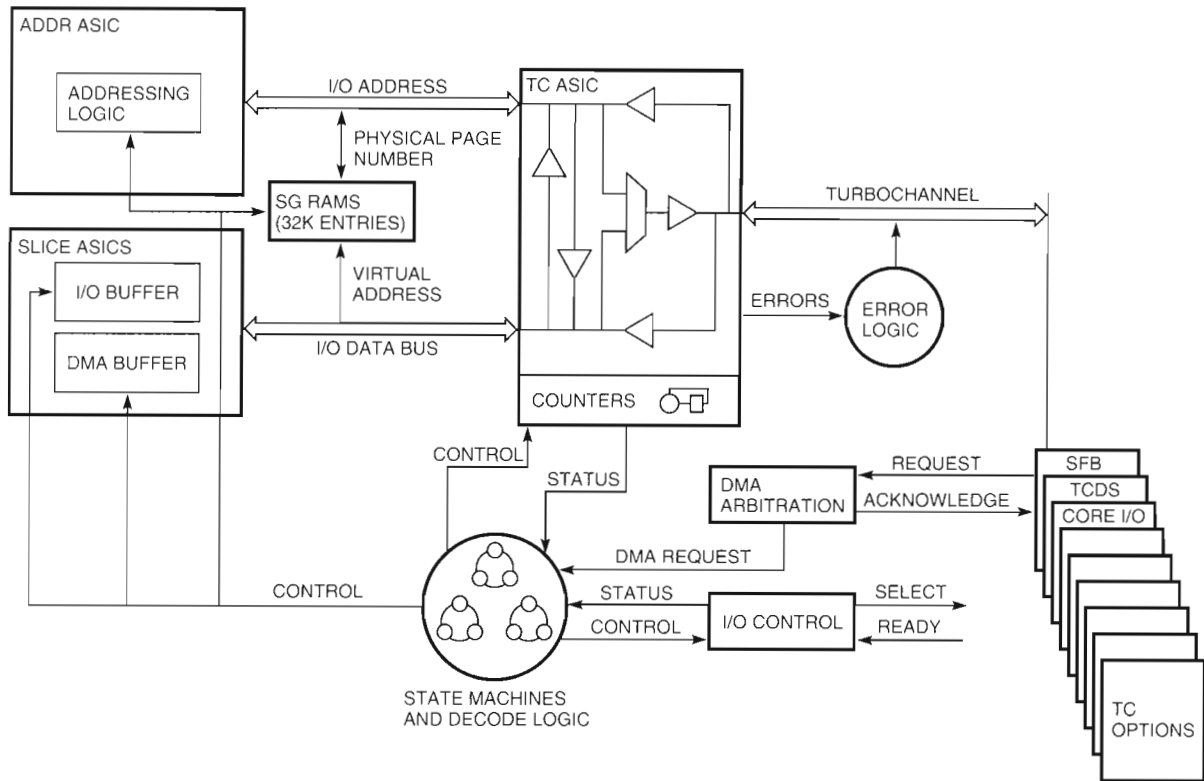 ADDR ASIC
ADDRESSING
LOGIC
I/O ADDRESS
PHYSICAL PAGE
NUMBER
SG RAMS
(32K ENTRIES)
VIRTUAL
ADDRESS
SLICE ASICS
I/O BUFFER
DMA BUFFER
I/O DATA BUS
TC ASIC
COUNTERS
TURBOCHANNEL
ERRORS
ERROR
LOGIC
CONTROL
STATUS
DMA
ARBITRATION
REQUEST
ACKNOWLEDGE
SFB
TCDS
CORE I/O
DMA REQUEST
CONTROL
STATUS
CONTROL
I/O CONTROL
SELECT
READY
STATE MACHINES
AND DECODE LOGIC
TC
OPTIONS